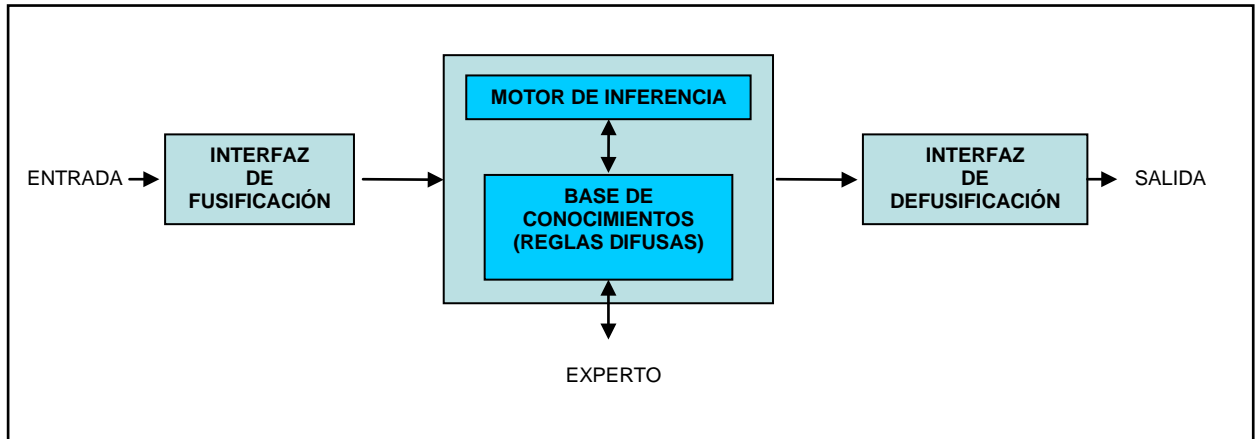 MOTOR DE INFERENCIA
ENTRADA
INTERFAZ
DE
FUSIFICACIÓN
BASE DE
CONOCIMIENTOS
(REGLAS DIFUSAS)
INTERFAZ
DE
DEFUSIFICACIÓN
SALIDA
EXPERTO